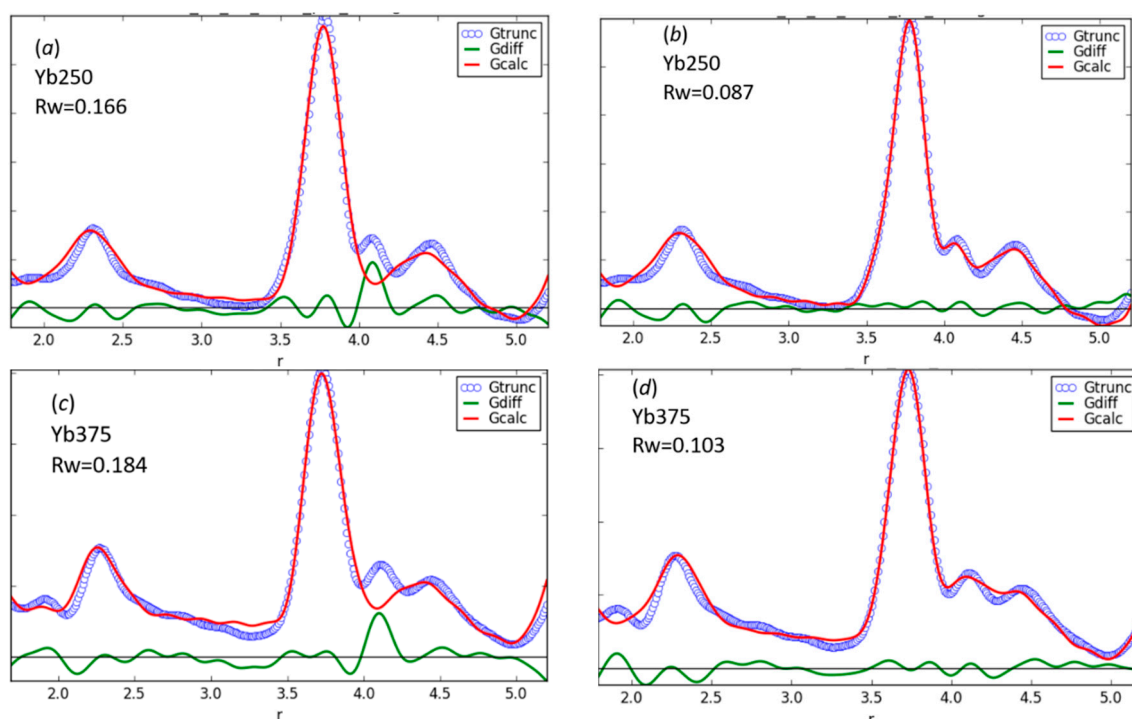 (a)
Yb250
Rw=0.166
Gtrunc
Gdiff
Gcalc
2.0 2.5 3.0 3.5 4.0 4.5 5.0
r
(b)
Yb250
Rw=0.087
Gtrunc
Gdiff
Gcalc
2.0 2.5 3.0 3.5 4.0 4.5 5.0
r
(c)
Yb375
Rw=0.184
Gtrunc
Gdiff
Gcalc
2.0 2.5 3.0 3.5 4.0 4.5 5.0
r
(d)
Yb375
Rw=0.103
Gtrunc
Gdiff
Gcalc
2.0 2.5 3.0 3.5 4.0 4.5 5.0
r